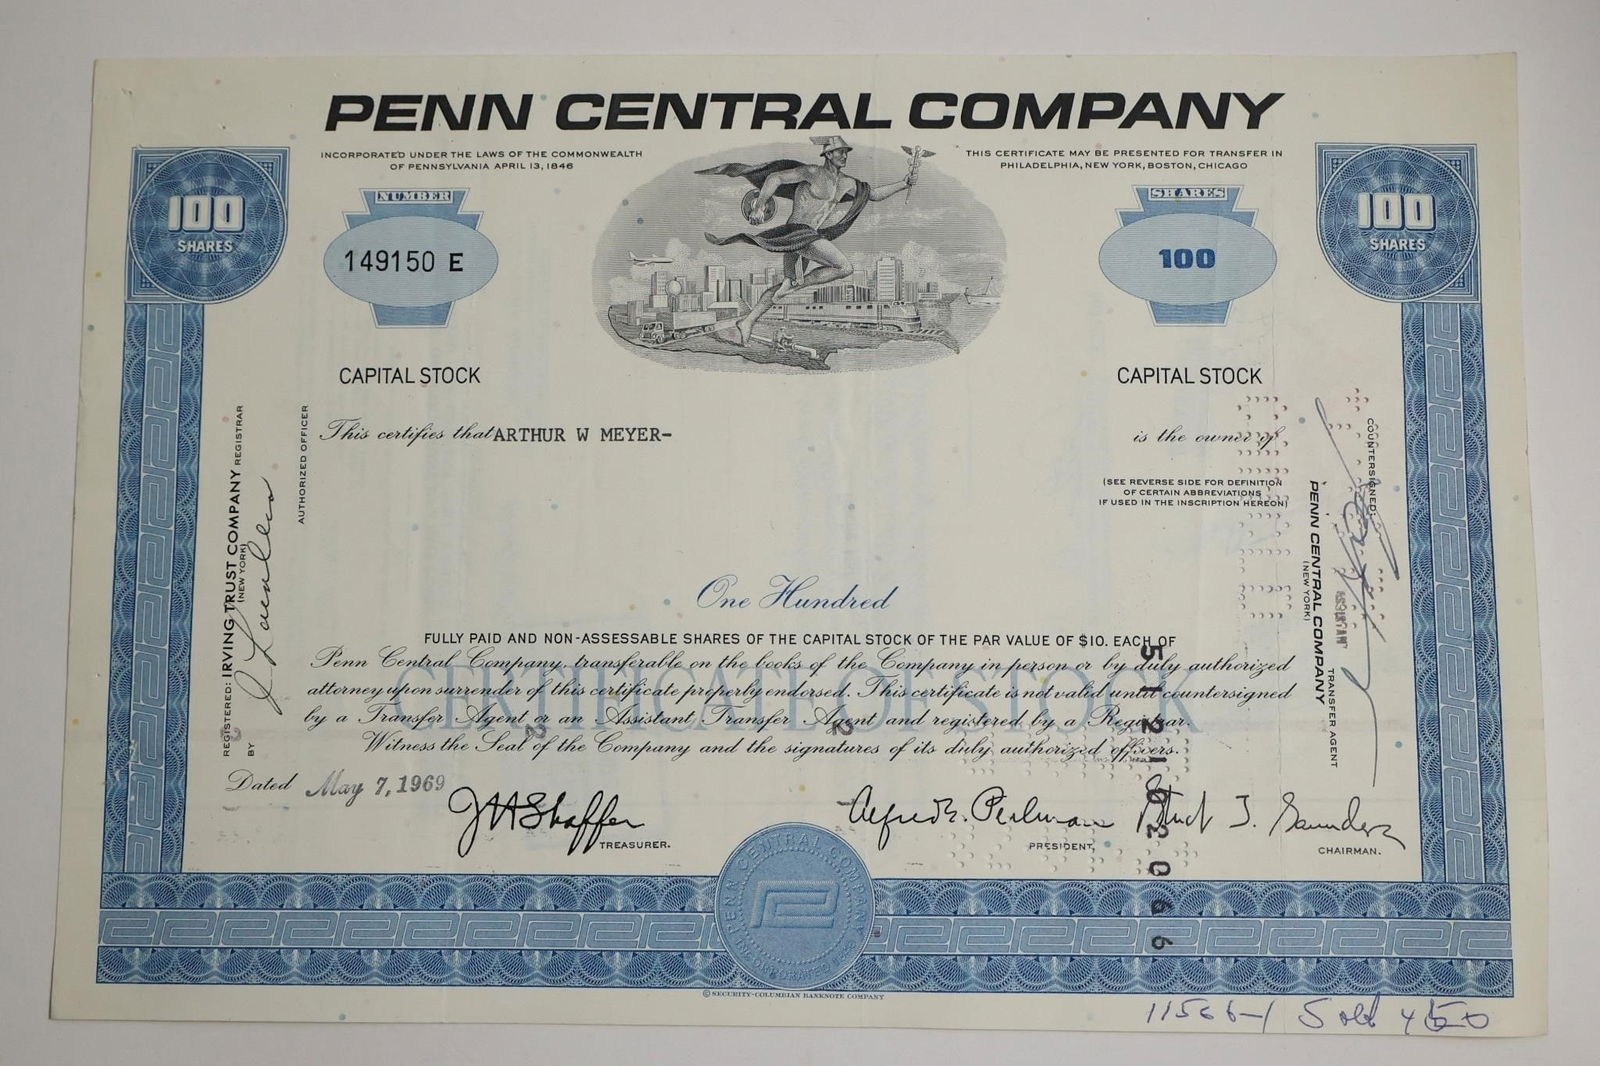 PENN CENTRAL COMPANY
INCORPORATED UNDER THE LAWS OF THE COMMONWEALTH
OF PENNSYLVANIA APRIL 13, 1846
THIS CERTIFICATE MAY BE PRESENTED FOR TRANSFER IN
PHILADELPHIA, NEW YORK, BOSTON, CHICAGO
100
SHARES
NUMBER
149150 E
SHARES
100
100
SHARES
CAPITAL STOCK
CAPITAL STOCK
This certifies that ARTHUR W MEYER-
is the owner of
(SEE REVERSE SIDE FOR DEFINITION
OF CERTAIN ABBREVIATIONS
IF USED IN THE INSCRIPTION HEREON)
One Hundred
FULLY PAID AND NON-ASSESSABLE SHARES OF THE CAPITAL STOCK OF THE PAR VALUE OF $10. EACH OF
Penn Central Company, transferable on the books of the Company in person or by duly authorized
attorney upon surrender of this certificate properly endorsed. This certificate is not valid until countersigned
by a Transfer Agent or an Assistant Transfer Agent and registered by a Registrar.
Witness the Seal of the Company and the signatures of its duly authorized officers.
CERTIFICATE OF STOCK
Dated May 7, 1969
TREASURER.
Alfred E. Perlman
PRESIDENT,
Stuart T. Saunders
CHAIRMAN.
REGISTERED: IRVING TRUST COMPANY REGISTRAR
(NEW YORK)
BY
AUTHORIZED OFFICER
COUNTERSIGNED:
PENN CENTRAL COMPANY
(NEW YORK)
TRANSFER AGENT
PENN CENTRAL COMPANY
© SECURITY-COLUMBIAN BANKNOTE COMPANY
11566-1 Sold